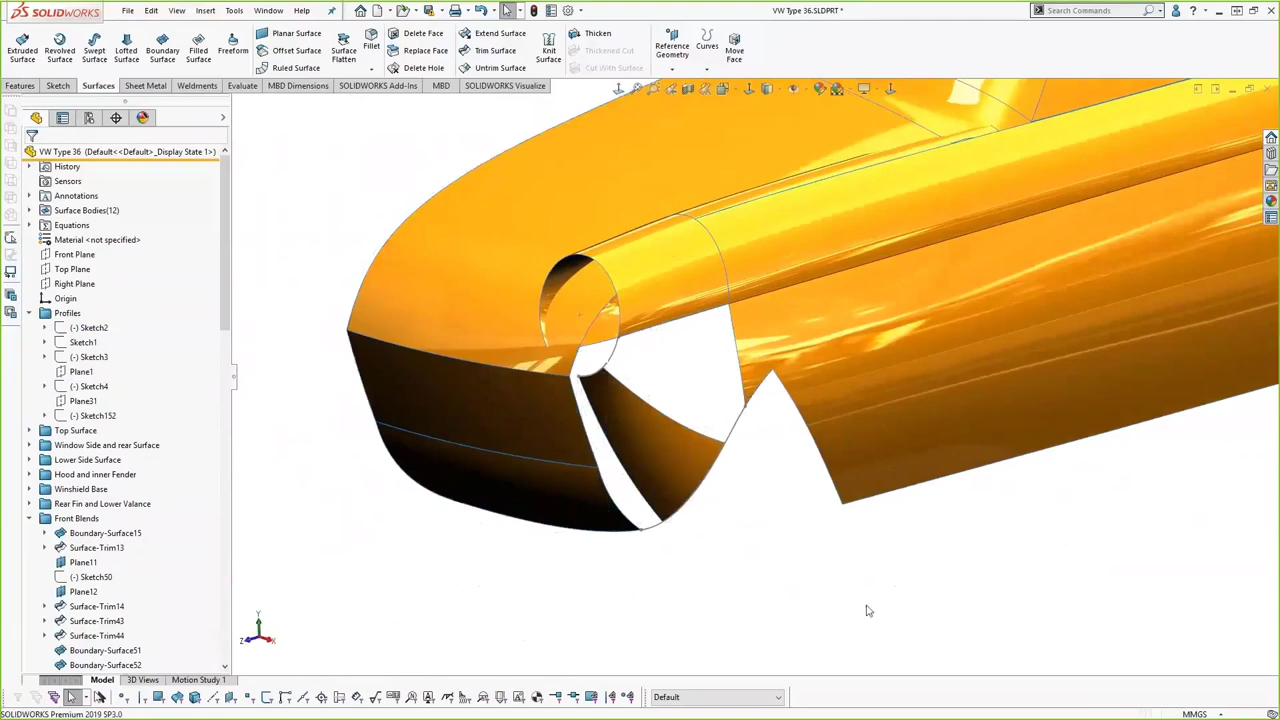 SOLIDWORKS
File Edit View Insert Tools Window Help
VW Type 36.SLDPRT *
Search Commands
Extruded Surface
Revolved Surface
Swept Surface
Lofted Surface
Boundary Surface
Filled Surface
Freeform
Planar Surface
Offset Surface
Ruled Surface
Surface Flatten
Fillet
Delete Face
Replace Face
Delete Hole
Extend Surface
Trim Surface
Untrim Surface
Knit Surface
Thicken
Thickened Cut
Cut With Surface
Reference Geometry
Curves
Move Face
Features Sketch Surfaces Sheet Metal Weldments Evaluate MBD Dimensions SOLIDWORKS Add-Ins MBD SOLIDWORKS Visualize
VW Type 36 (Default<<Default>_Display State 1>)
History
Sensors
Annotations
Surface Bodies(12)
Equations
Material <not specified>
Front Plane
Top Plane
Right Plane
Origin
Profiles
(-) Sketch2
Sketch1
(-) Sketch3
Plane1
(-) Sketch4
Plane31
(-) Sketch152
Top Surface
Window Side and rear Surface
Lower Side Surface
Hood and inner Fender
Winshield Base
Rear Fin and Lower Valance
Front Blends
Boundary-Surface15
Surface-Trim13
Plane11
(-) Sketch50
Plane12
Surface-Trim14
Surface-Trim43
Surface-Trim44
Boundary-Surface51
Boundary-Surface52
Y
Z X
Model 3D Views Motion Study 1
Default
SOLIDWORKS Premium 2019 SP3.0
MMGS